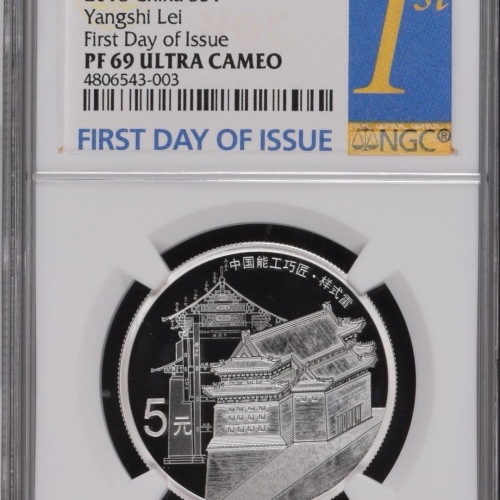 Yangshi Lei
First Day of Issue
PF 69 ULTRA CAMEO
4806543-003
1st
FIRST DAY OF ISSUE
NGC®
中国能工巧匠·样式雷
5元